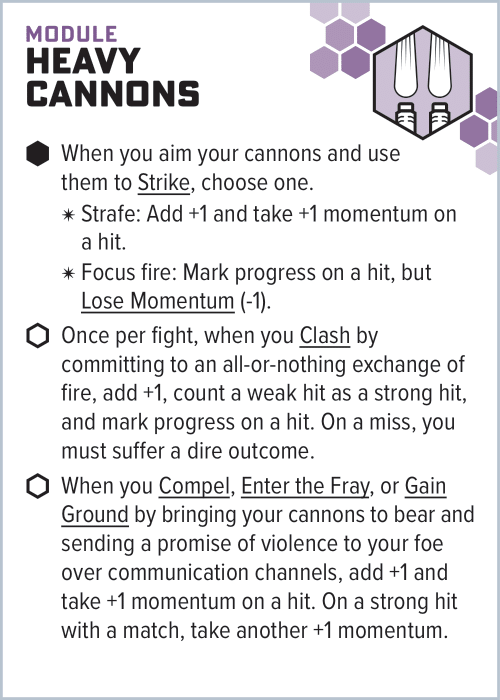 MODULE
HEAVY
CANNONS
When you aim your cannons and use
them to Strike, choose one.
✴ Strafe: Add +1 and take +1 momentum on
a hit.
✴ Focus fire: Mark progress on a hit, but
Lose Momentum (-1).
Once per fight, when you Clash by
committing to an all-or-nothing exchange of
fire, add +1, count a weak hit as a strong hit,
and mark progress on a hit. On a miss, you
must suffer a dire outcome.
When you Compel, Enter the Fray, or Gain
Ground by bringing your cannons to bear and
sending a promise of violence to your foe
over communication channels, add +1 and
take +1 momentum on a hit. On a strong hit
with a match, take another +1 momentum.